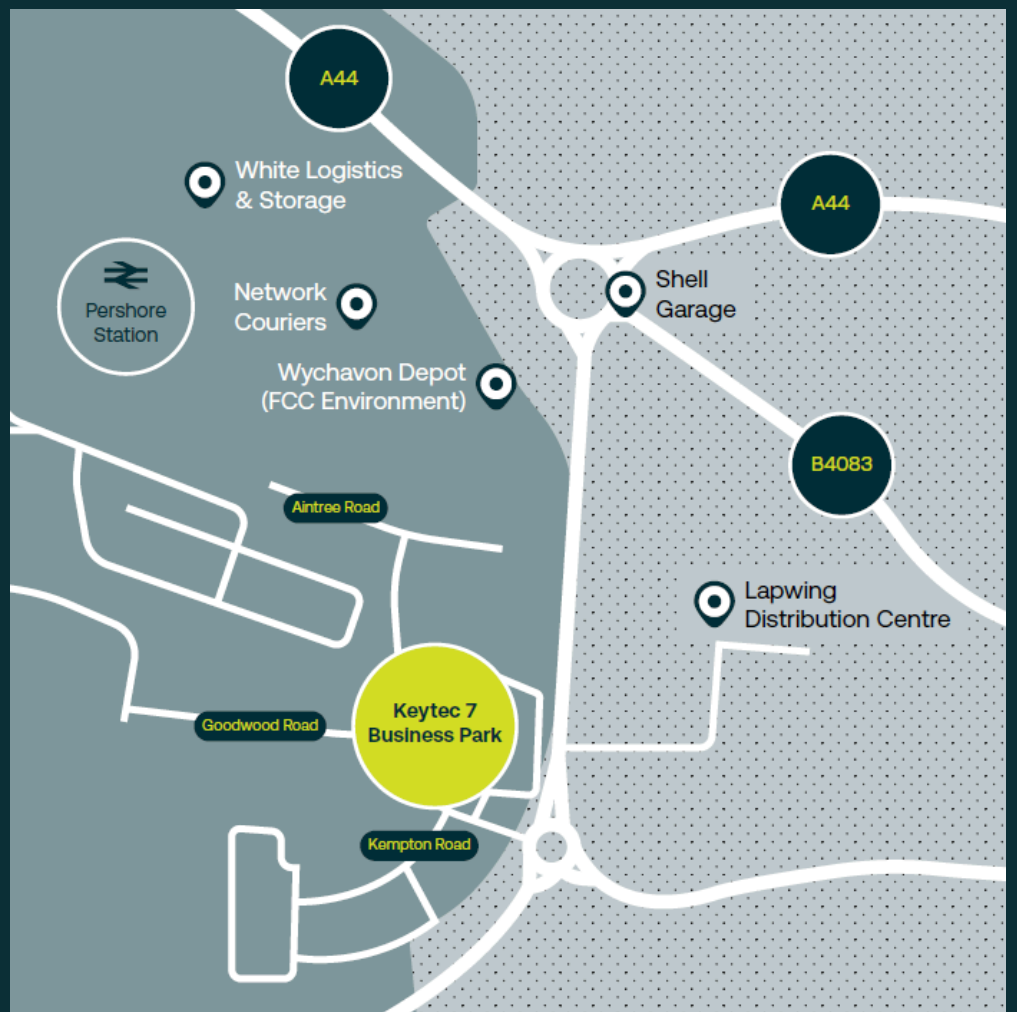 A44
White Logistics
& Storage
A44
Pershore
Station
Network
Couriers
Shell
Garage
Wychavon Depot
(FCC Environment)
B4083
Aintree Road
Lapwing
Distribution Centre
Keytec 7
Business Park
Goodwood Road
Kempton Road